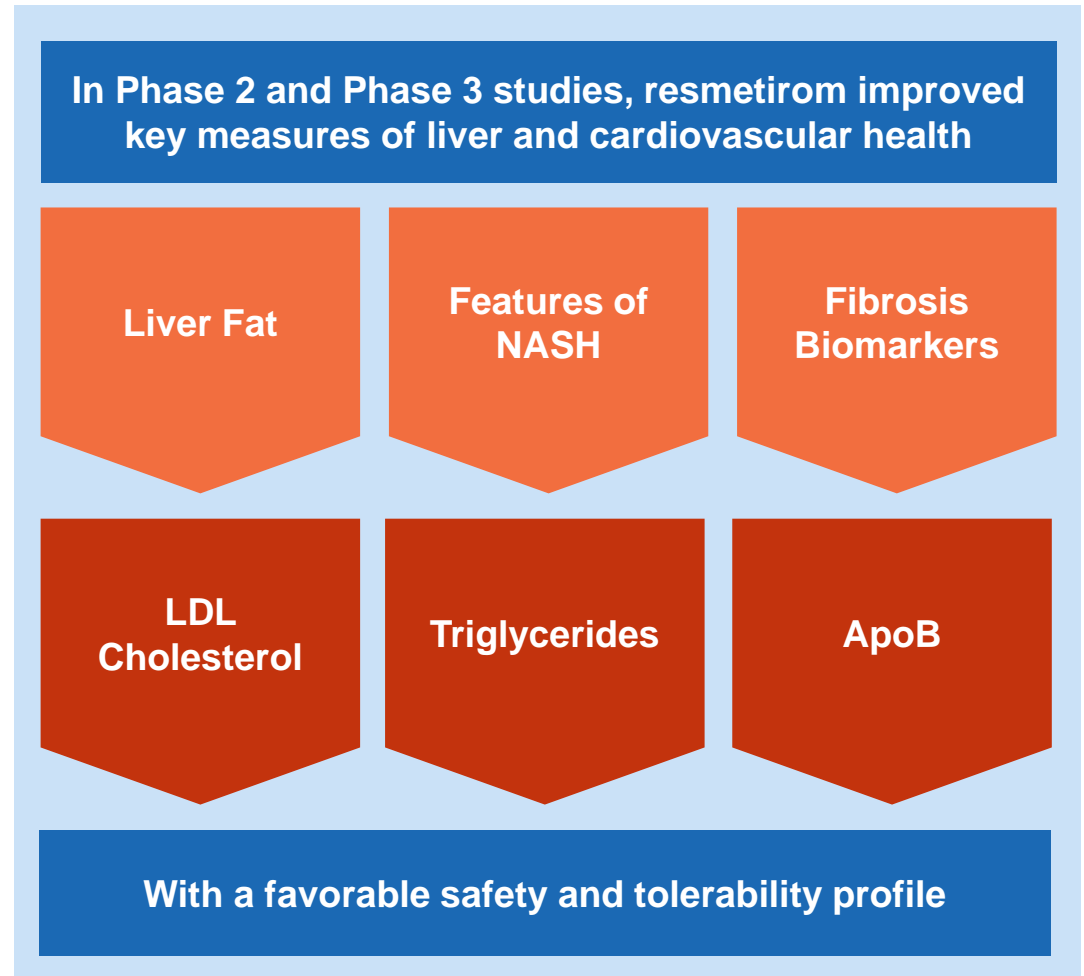 In Phase 2 and Phase 3 studies, resmetirom improved
key measures of liver and cardiovascular health
Liver Fat
Features of
NASH
Fibrosis
Biomarkers
LDL
Cholesterol
Triglycerides
ApoB
With a favorable safety and tolerability profile